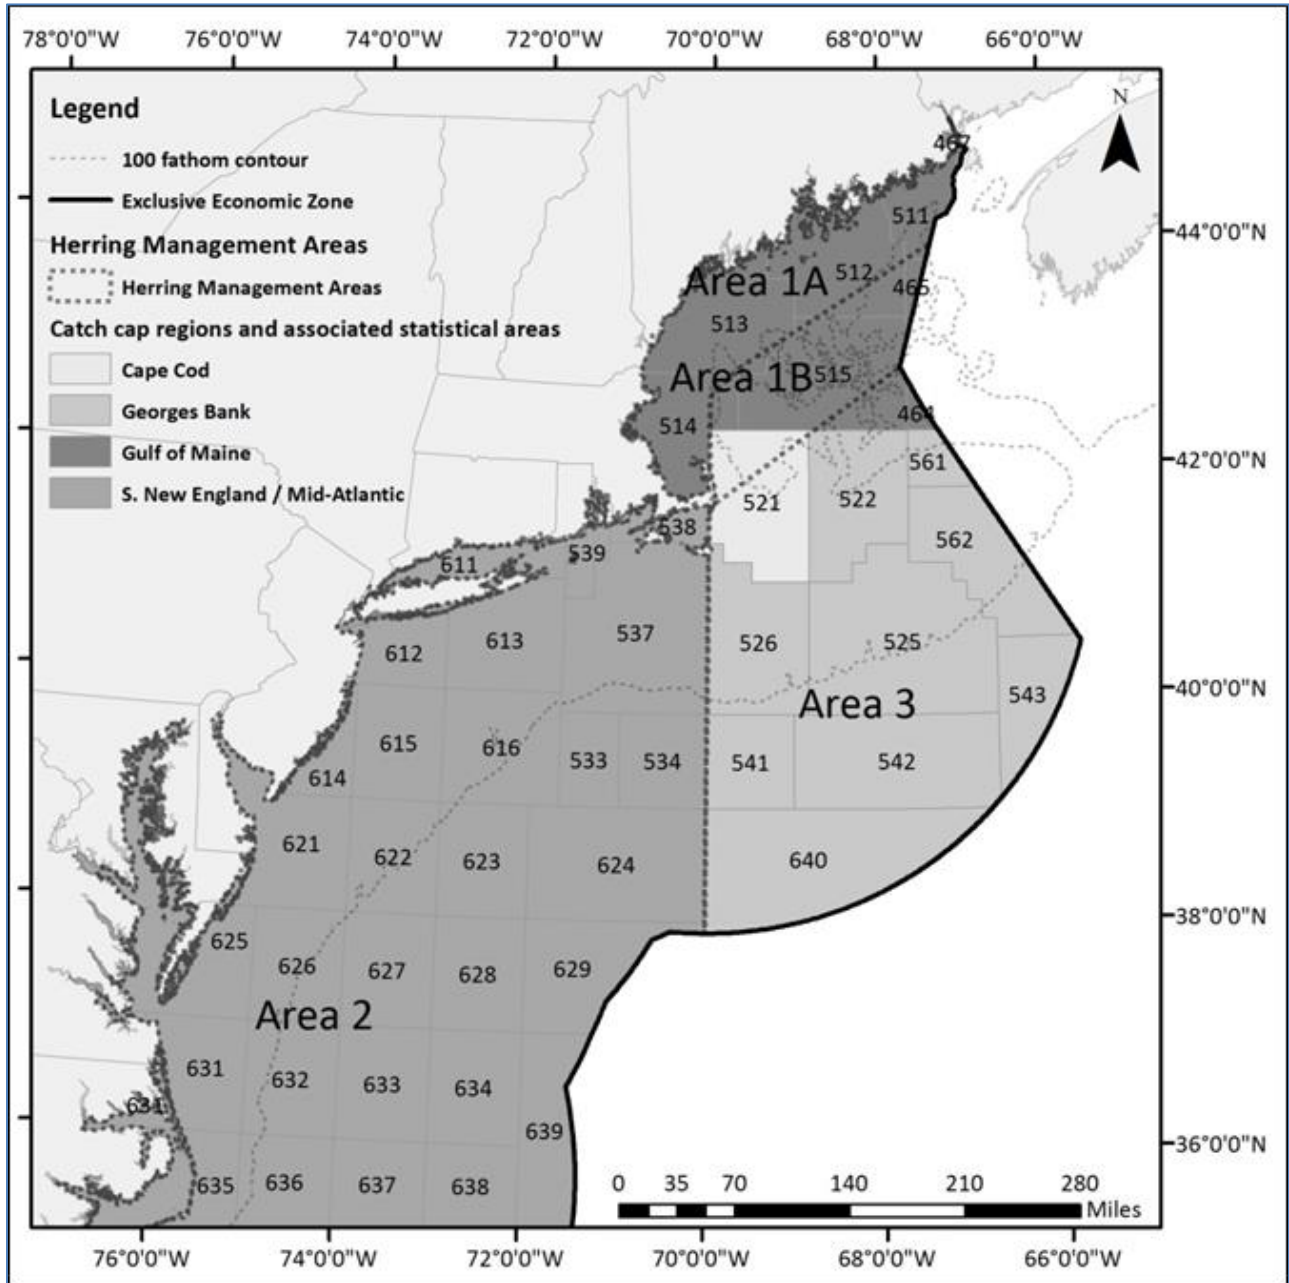 78°0'0"W 76°0'0"W 74°0'0"W 72°0'0"W 70°0'0"W 68°0'0"W 66°0'0"W
Legend
100 fathom contour
Exclusive Economic Zone
Herring Management Areas
Herring Management Areas
Catch cap regions and associated statistical areas
Cape Cod
Georges Bank
Gulf of Maine
S. New England / Mid-Atlantic
N
467
511
44°0'0"N
512
Area 1A
465
513
Area 1B
515
464
514
42°0'0"N
561
521
522
538
562
539
611
537
613
612
526
525
40°0'0"N
543
Area 3
615
616
533
534
541
542
614
621
622
623
624
640
38°0'0"N
625
626
627
628
629
Area 2
631
632
633
634
631
639
36°0'0"N
635
636
637
638
0 35 70 140 210 280
Miles
76°0'0"W 74°0'0"W 72°0'0"W 70°0'0"W 68°0'0"W 66°0'0"W